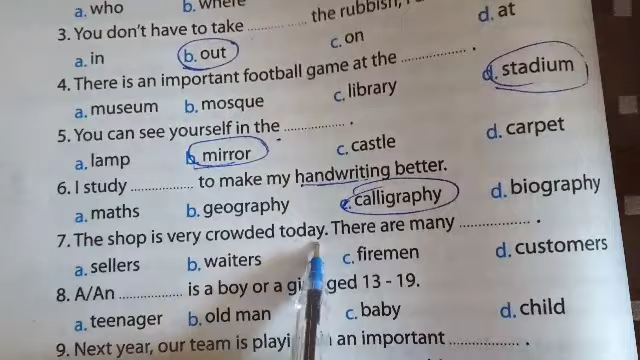 a. who b. where
3. You don't have to take ............ the rubbish,
d. at
a. in b. out c. on
4. There is an important football game at the .................. .
a. museum b. mosque c. library d. stadium
5. You can see yourself in the ............... .
a. lamp b. mirror c. castle d. carpet
6. I study ............... to make my handwriting better.
a. maths b. geography c. calligraphy d. biography
7. The shop is very crowded today. There are many ................. .
a. sellers b. waiters c. firemen d. customers
8. A/An ............... is a boy or a gi ged 13 - 19.
a. teenager b. old man c. baby d. child
9. Next year, our team is playi an important ................. .